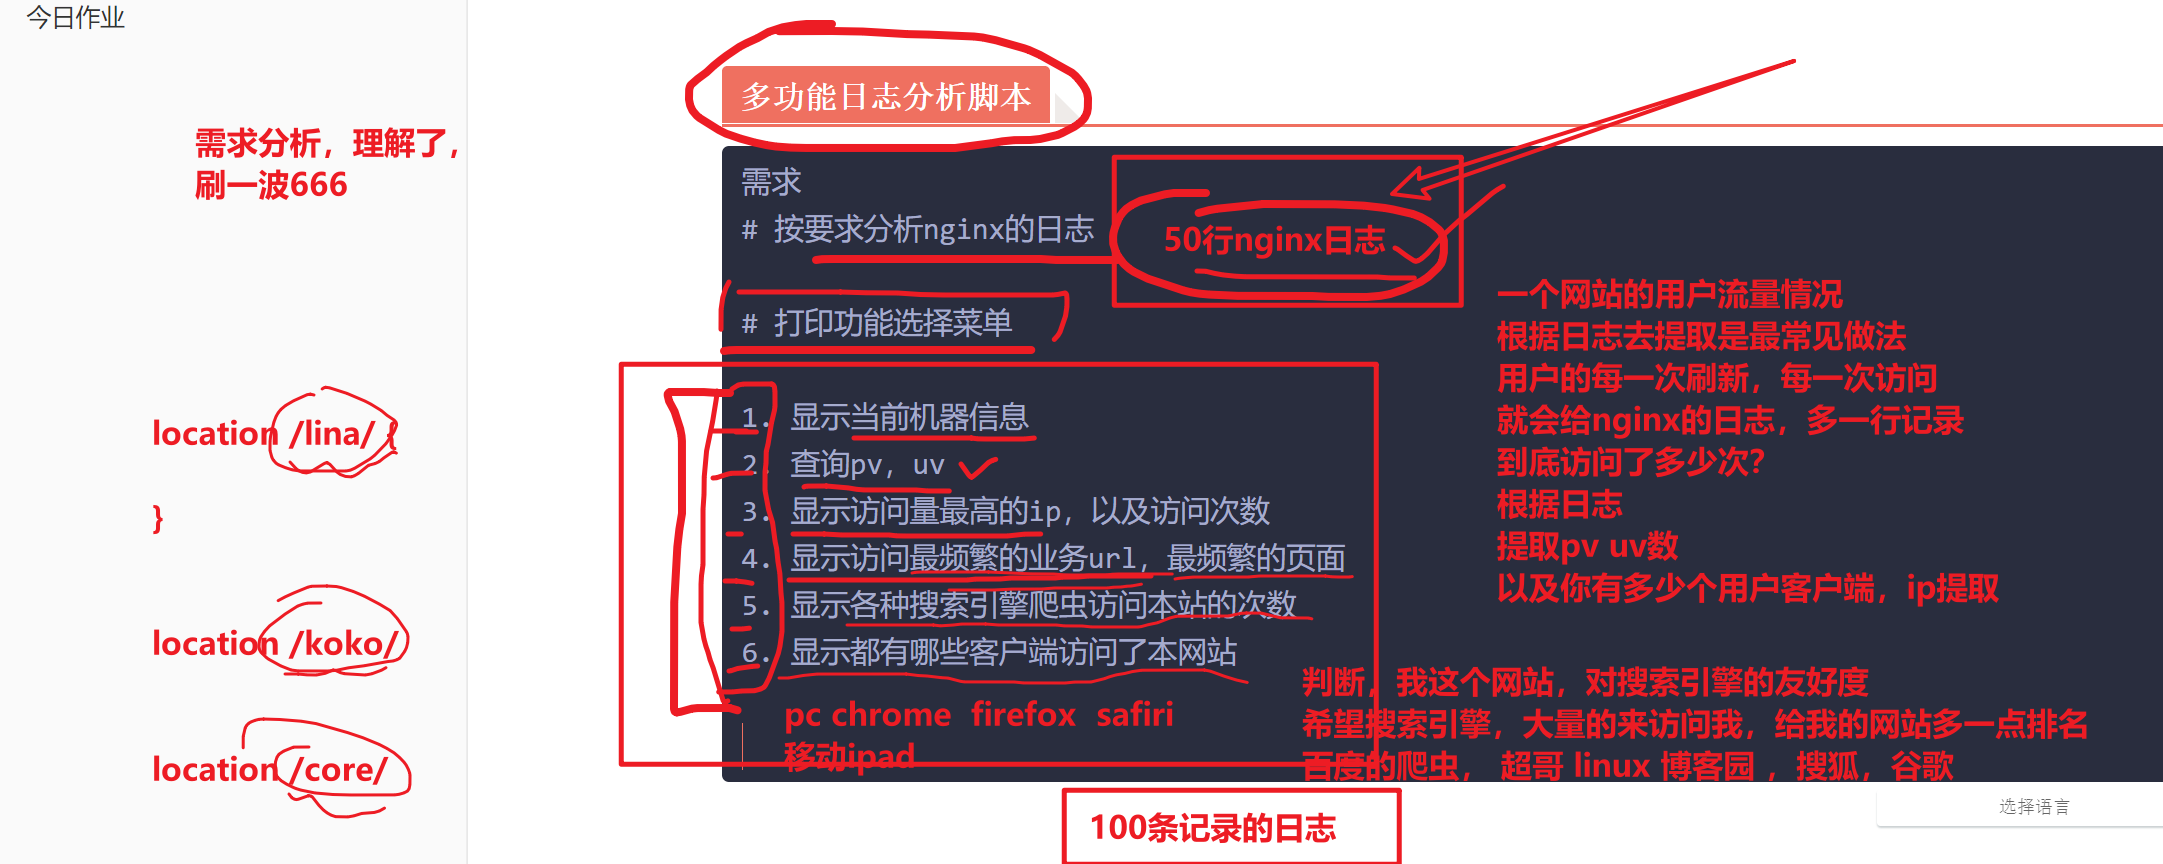 今日作业
需求分析，理解了，
刷一波666
location /lina/ {
}
location /koko/
location /core/
多功能日志分析脚本
需求
# 按要求分析nginx的日志
50行nginx日志
# 打印功能选择菜单
1. 显示当前机器信息
2. 查询pv，uv
3. 显示访问量最高的ip，以及访问次数
4. 显示访问最频繁的业务url，最频繁的页面
5. 显示各种搜索引擎爬虫访问本站的次数
6. 显示都有哪些客户端访问了本网站
pc chrome firefox safiri
移动ipad
一个网站的用户流量情况
根据日志去提取是最常见做法
用户的每一次刷新，每一次访问
就会给nginx的日志，多一行记录
到底访问了多少次？
根据日志
提取pv uv数
以及你有多少个用户客户端，ip提取
判断，我这个网站，对搜索引擎的友好度
希望搜索引擎，大量的来访问我，给我的网站多一点排名
百度的爬虫， 超哥 linux 博客园 ，搜狐，谷歌
100条记录的日志
选择语言